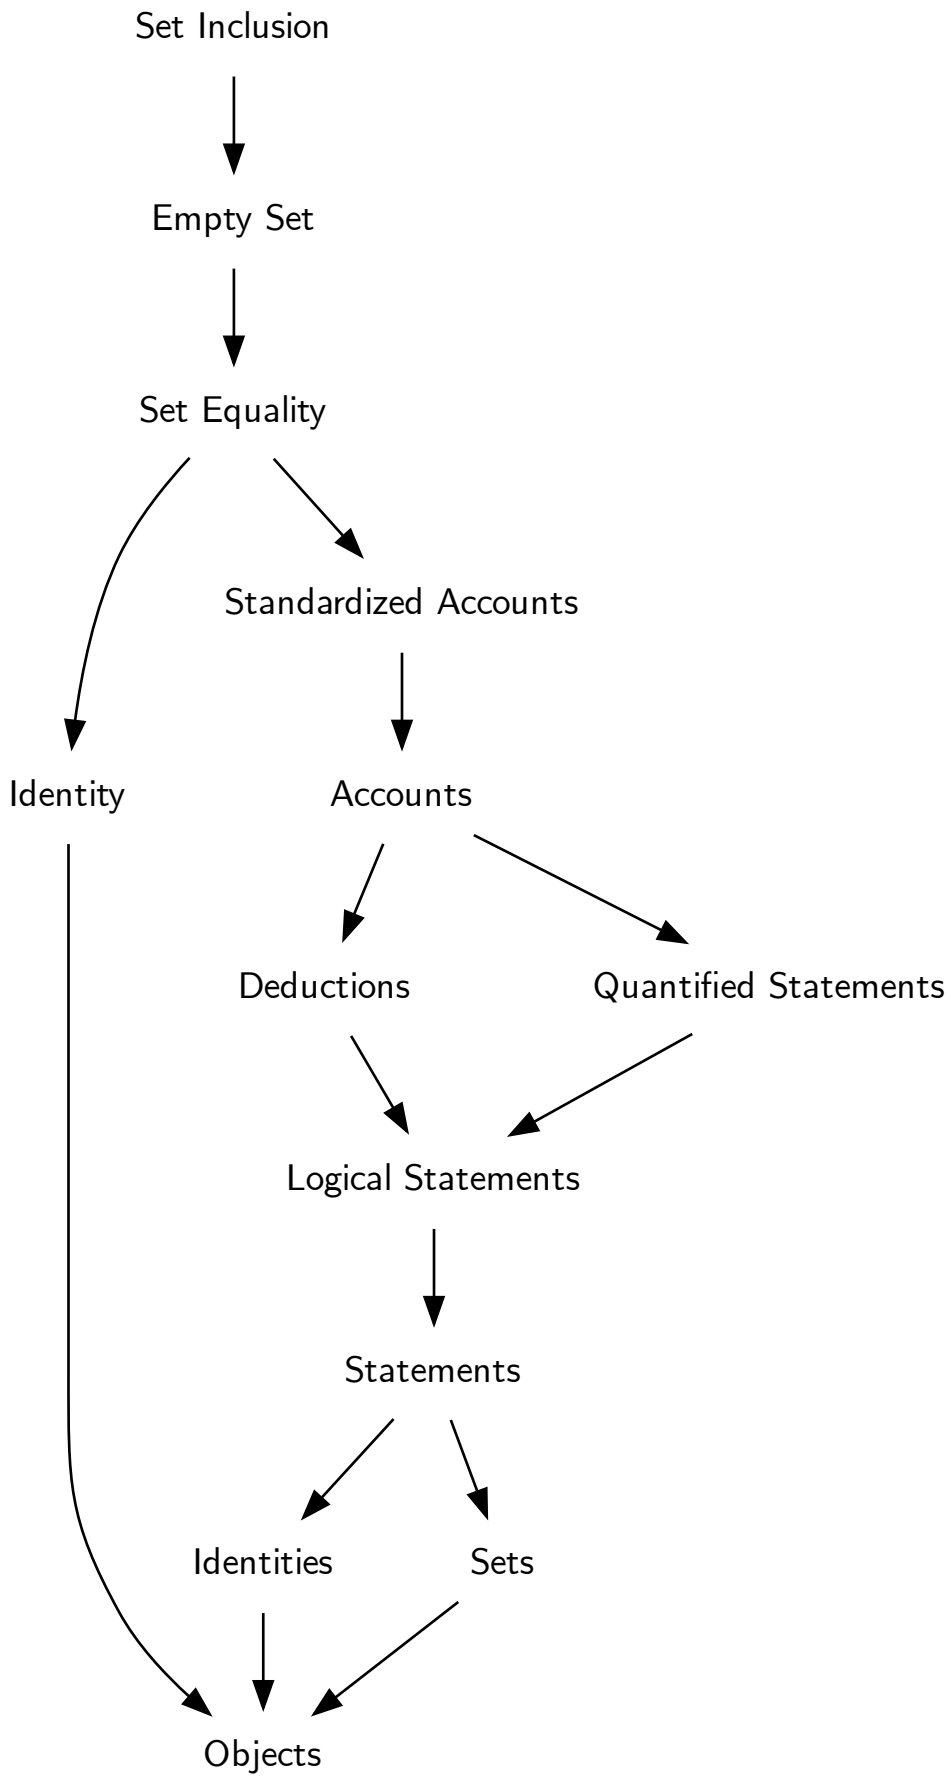 Set Inclusion
Empty Set
Set Equality
Standardized Accounts
Identity
Accounts
Deductions
Quantified Statements
Logical Statements
Statements
Identities
Sets
Objects